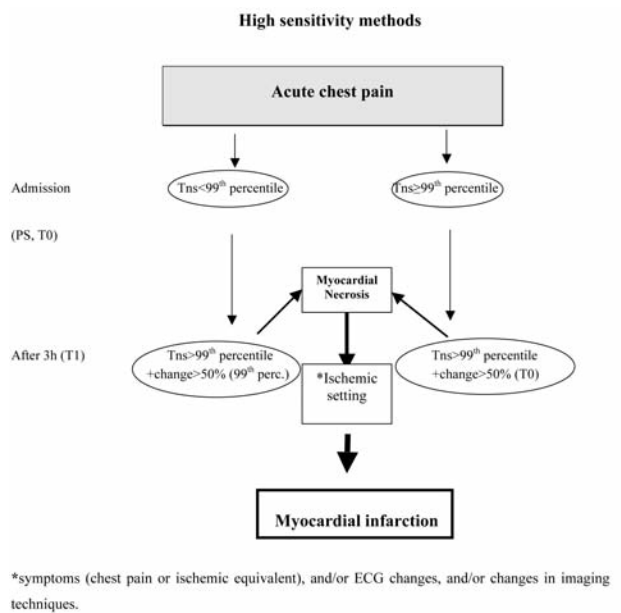 High sensitivity methods
Acute chest pain
Admission
Tns<99th percentile
Tns≥99th percentile
(PS, T0)
Myocardial
Necrosis
After 3h (T1)
Tns>99th percentile
+change>50% (99th perc.)
*Ischemic
setting
Tns>99th percentile
+change>50% (T0)
Myocardial infarction
*symptoms (chest pain or ischemic equivalent), and/or ECG changes, and/or changes in imaging
techniques.